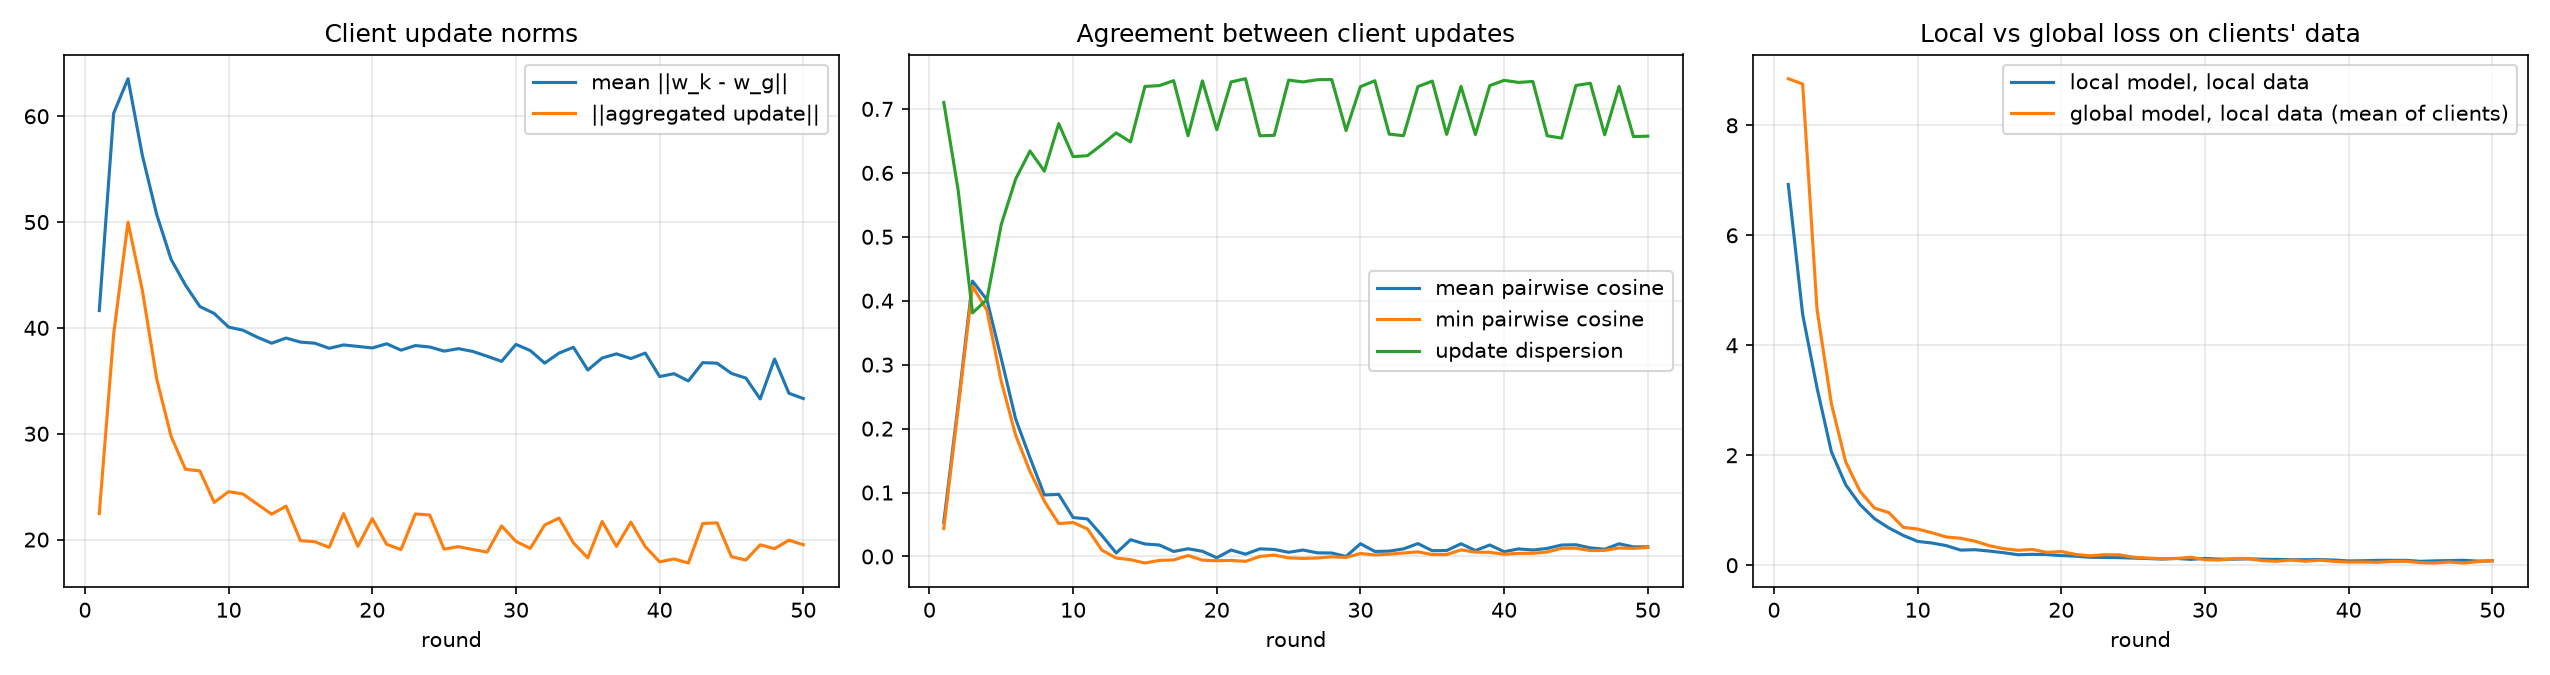 Client update norms
mean ||w_k - w_g||
||aggregated update||
60
50
40
30
20
0 10 20 30 40 50
round
Agreement between client updates
mean pairwise cosine
min pairwise cosine
update dispersion
0.7
0.6
0.5
0.4
0.3
0.2
0.1
0.0
0 10 20 30 40 50
round
Local vs global loss on clients' data
local model, local data
global model, local data (mean of clients)
8
6
4
2
0
0 10 20 30 40 50
round